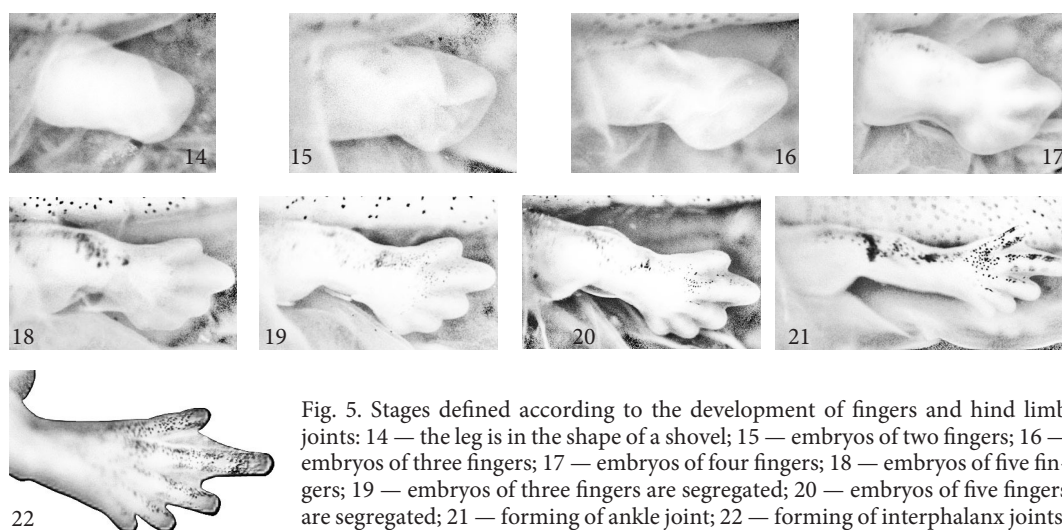 14
15
16
17
18
19
20
21
22
Fig. 5. Stages defined according to the development of fingers and hind limb
joints: 14 — the leg is in the shape of a shovel; 15 — embryos of two fingers; 16 —
embryos of three fingers; 17 — embryos of four fingers; 18 — embryos of five fin-
gers; 19 — embryos of three fingers are segregated; 20 — embryos of five fingers
are segregated; 21 — forming of ankle joint; 22 — forming of interphalanx joints